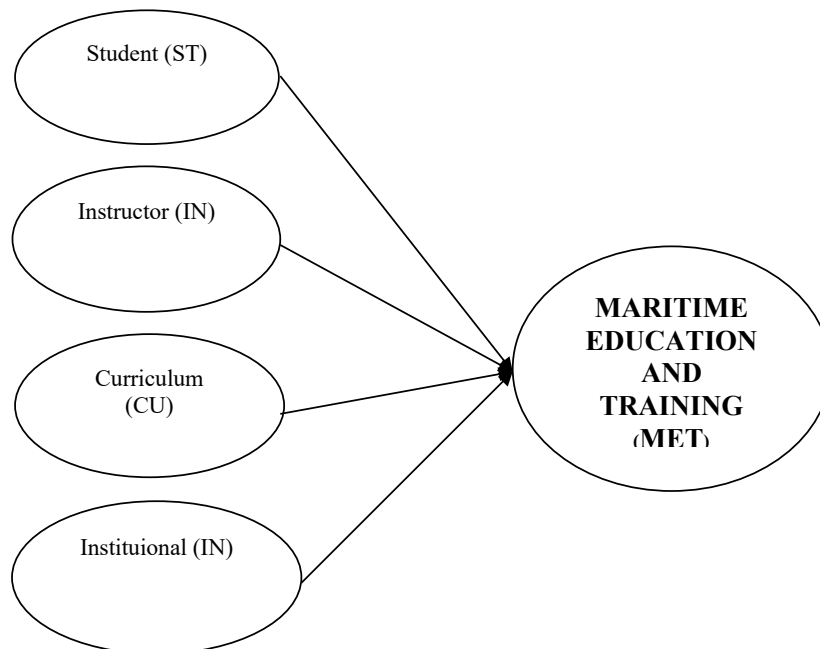 Student (ST)
Instructor (IN)
Curriculum
(CU)
Instituional (IN)
MARITIME
EDUCATION
AND
TRAINING
(MET)